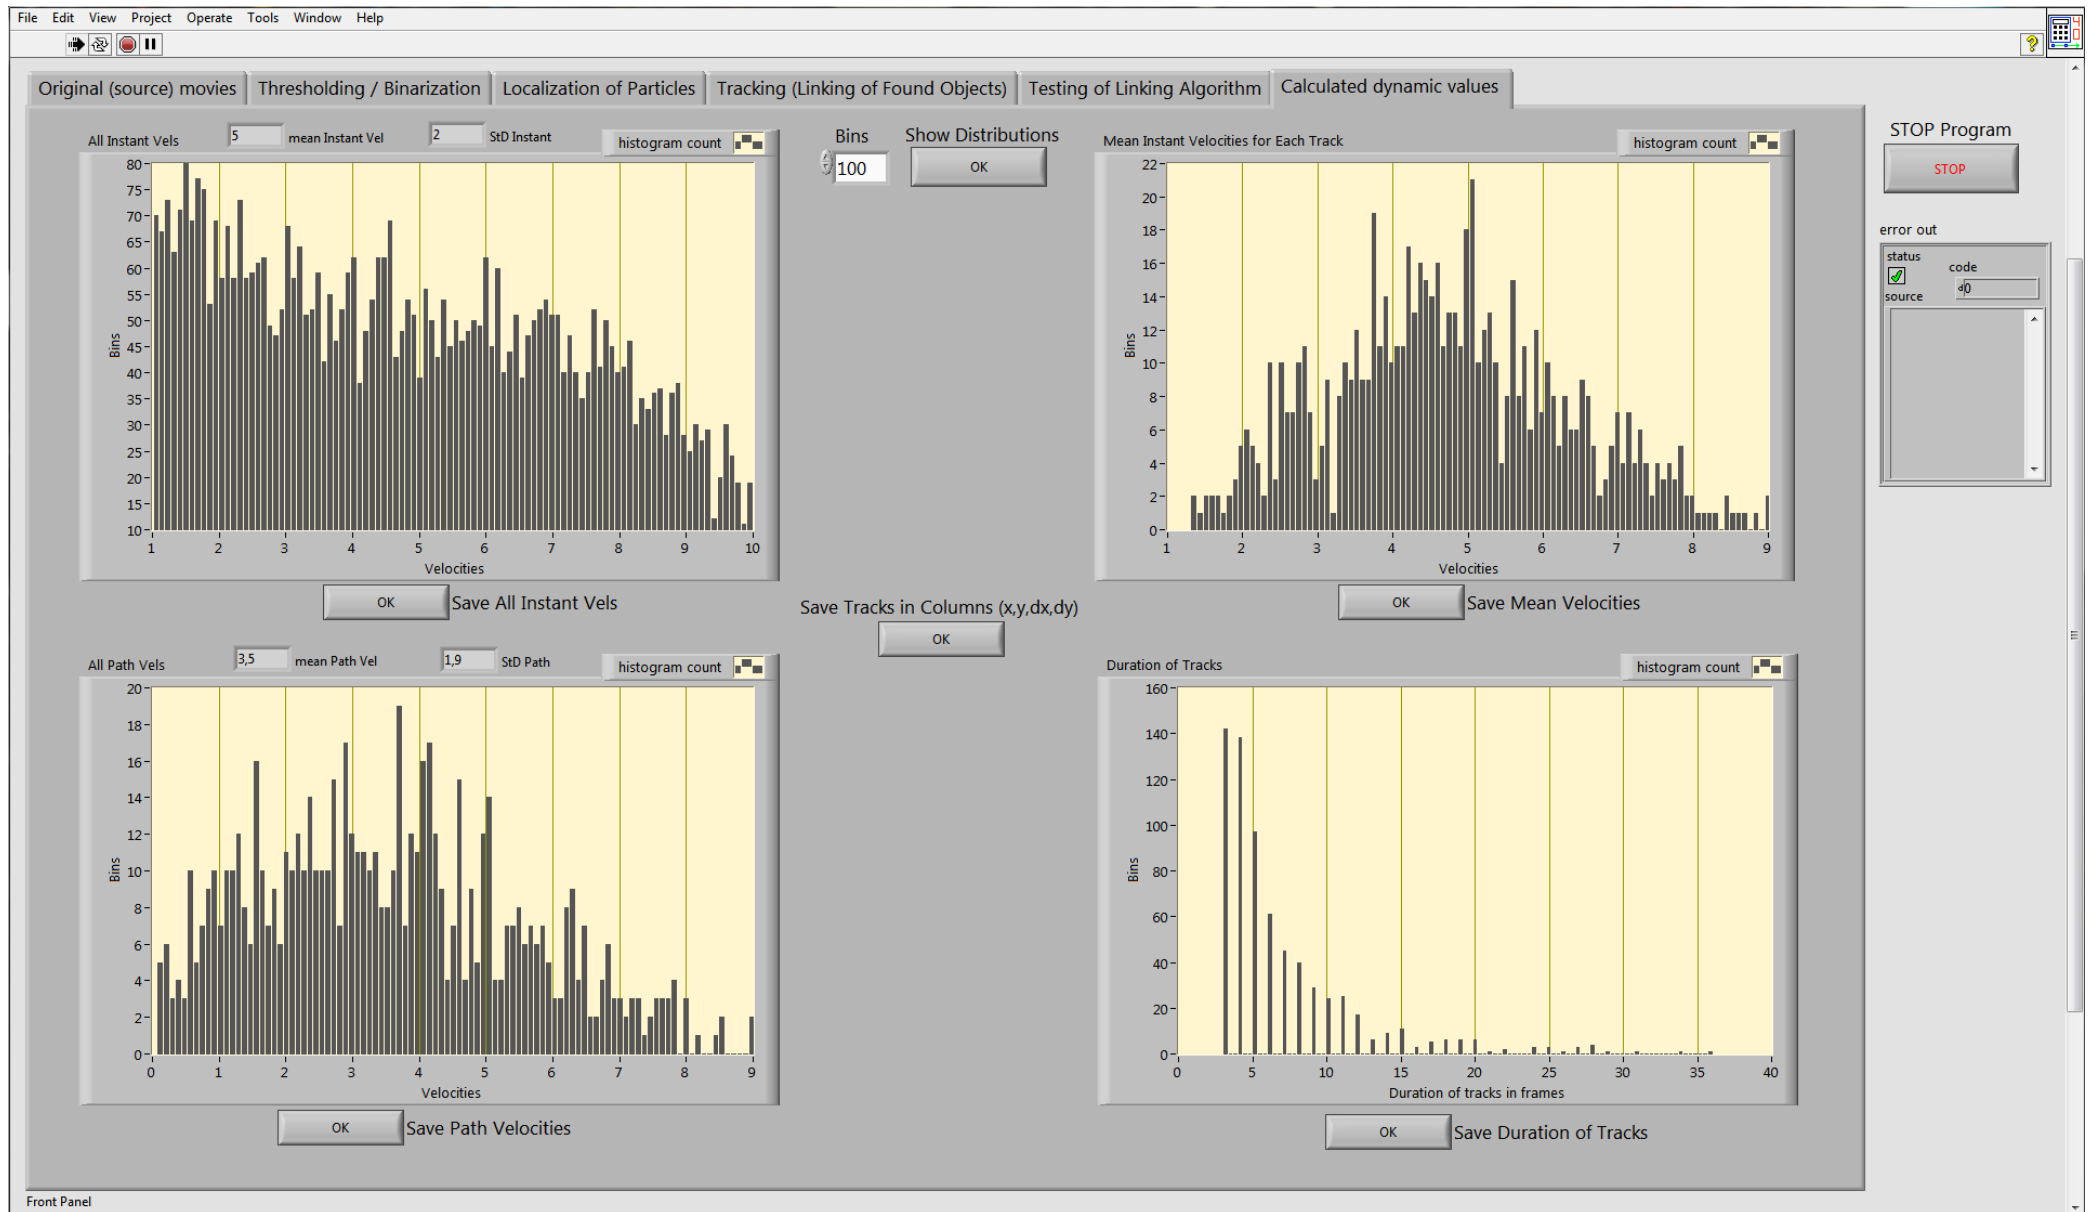 File Edit View Project Operate Tools Window Help
Original (source) movies Thresholding / Binarization Localization of Particles Tracking (Linking of Found Objects) Testing of Linking Algorithm Calculated dynamic values
All Instant Vels 5 mean Instant Vel 2 StD Instant histogram count
80
75
70
65
60
55
50
45
40
35
30
25
20
15
10
Bins
1 2 3 4 5 6 7 8 9 10
Velocities
OK Save All Instant Vels
Bins
100
Show Distributions
OK
Mean Instant Velocities for Each Track histogram count
22
20
18
16
14
12
10
8
6
4
2
0
Bins
1 2 3 4 5 6 7 8 9
Velocities
OK Save Mean Velocities
STOP Program
STOP
error out
status
code
d0
source
Save Tracks in Columns (x,y,dx,dy)
OK
All Path Vels 3,5 mean Path Vel 1,9 StD Path histogram count
20
18
16
14
12
10
8
6
4
2
0
Bins
0 1 2 3 4 5 6 7 8 9
Velocities
OK Save Path Velocities
Duration of Tracks histogram count
160
140
120
100
80
60
40
20
0
Bins
0 5 10 15 20 25 30 35 40
Duration of tracks in frames
OK Save Duration of Tracks
Front Panel